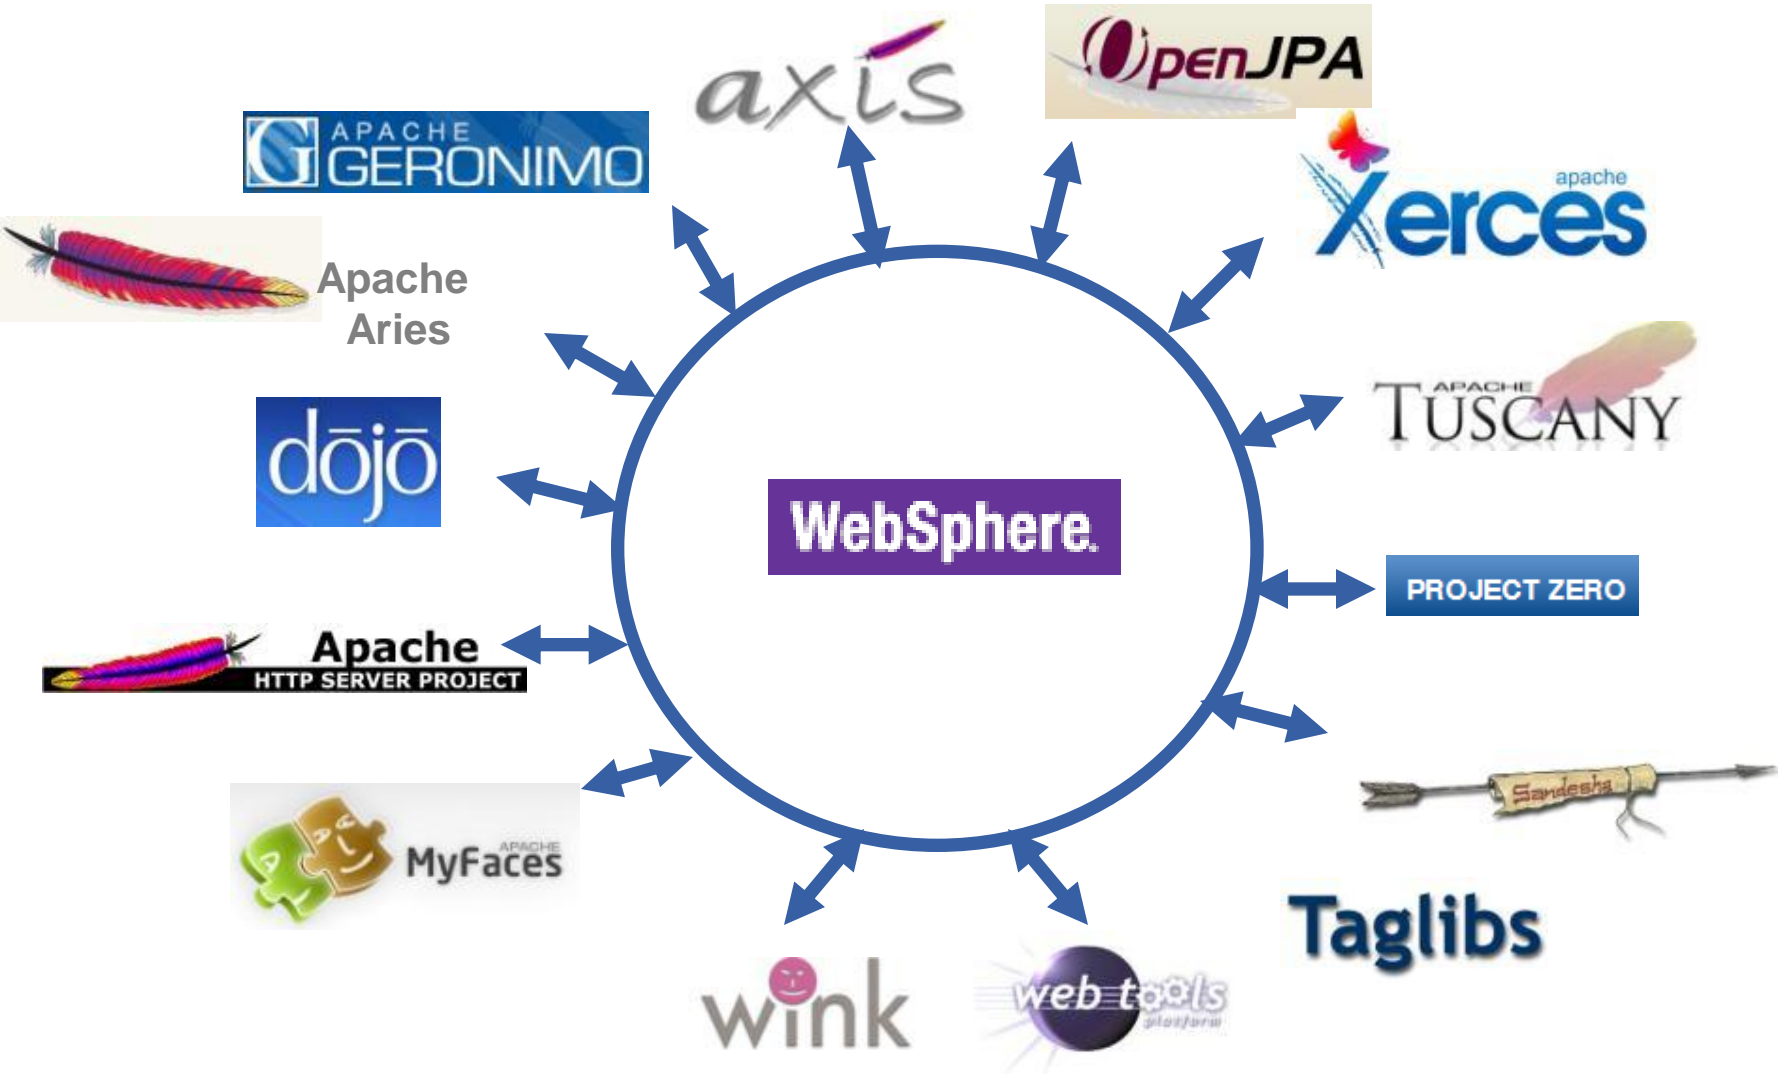 axis
OpenJPA
APACHE
GERONIMO
apache
Xerces
Apache
Aries
APACHE
TUSCANY
dōjō
WebSphere.
PROJECT ZERO
Apache
HTTP SERVER PROJECT
Sandesha
APACHE
MyFaces
Taglibs
wink
web tools
platform